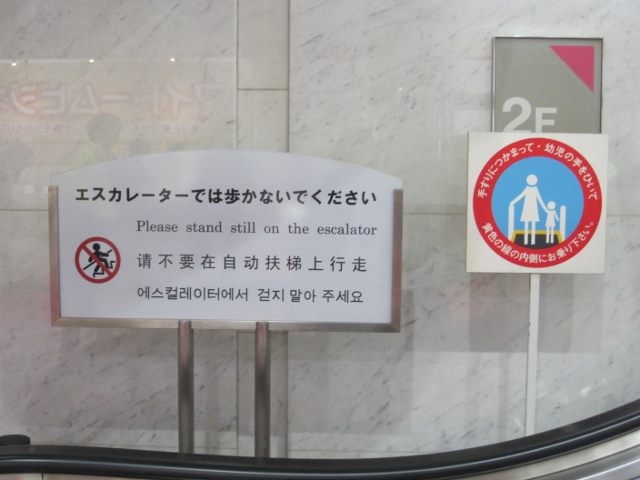 エスカレーターでは歩かないでください
Please stand still on the escalator
请不要在自动扶梯上行走
에스컬레이터에서 걷지 말아 주세요
2F
手すりにつかまって・幼児の手をひいて
黄色の線の内側にお乗り下さい。